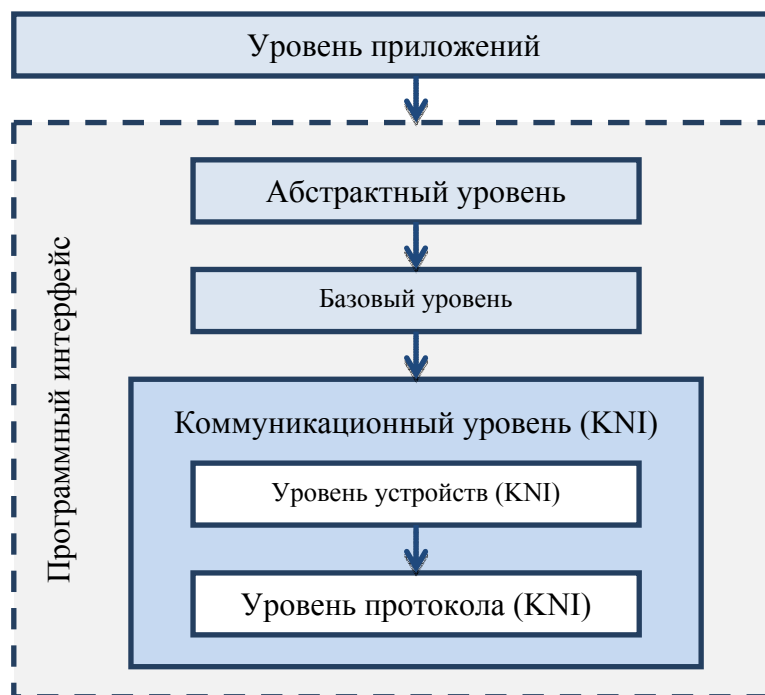 Уровень приложений
Программный интерфейс
Абстрактный уровень
Базовый уровень
Коммуникационный уровень (KNI)
Уровень устройств (KNI)
Уровень протокола (KNI)